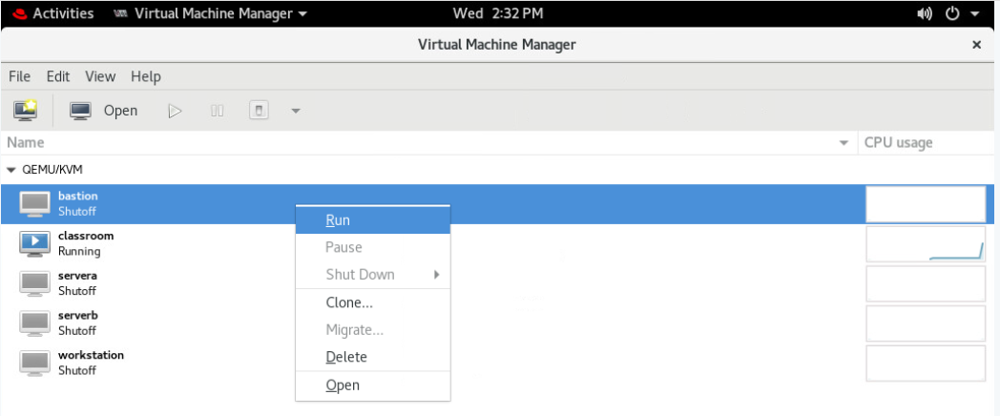 Activities Virtual Machine Manager Wed 2:32 PM
Virtual Machine Manager
File Edit View Help
Open
Name CPU usage
QEMU/KVM
bastion
Shutoff
Run
classroom
Running
Pause
servera
Shutoff
Shut Down
Clone...
serverb
Shutoff
Migrate...
workstation
Shutoff
Delete
Open